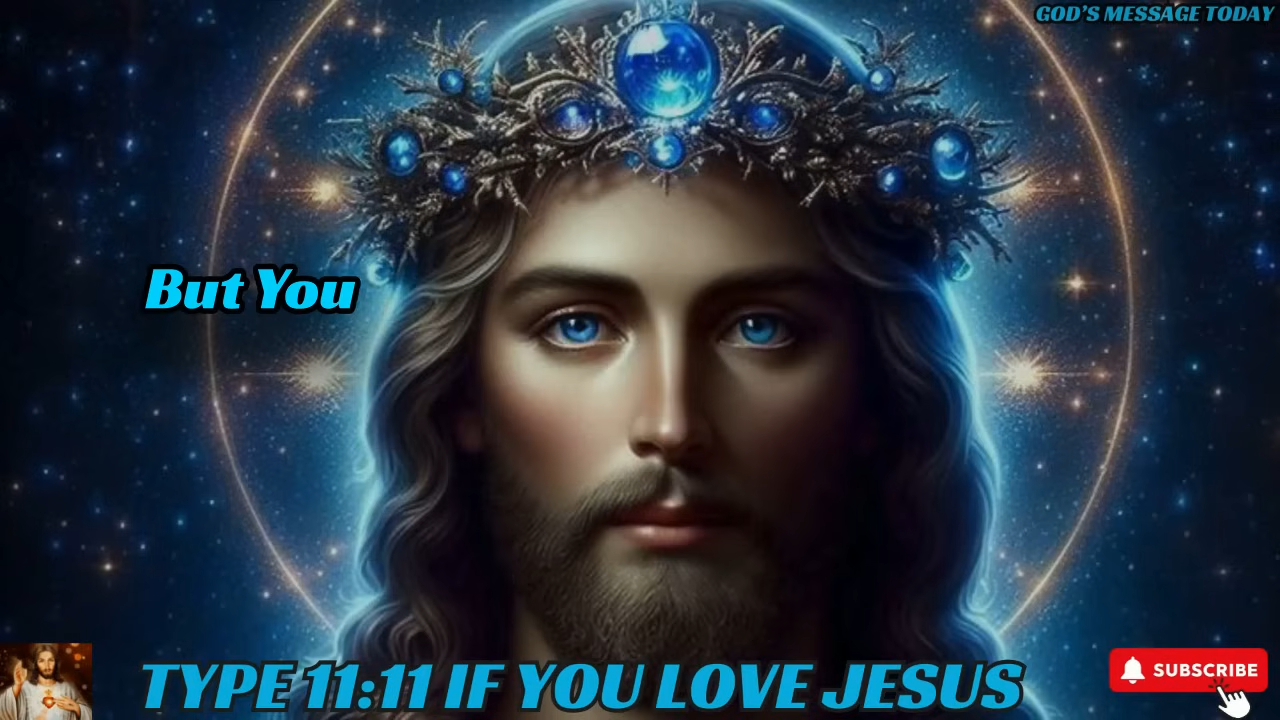 GOD'S MESSAGE TODAY
But You
TYPE 11:11 IF YOU LOVE JESUS
SUBSCRIBE